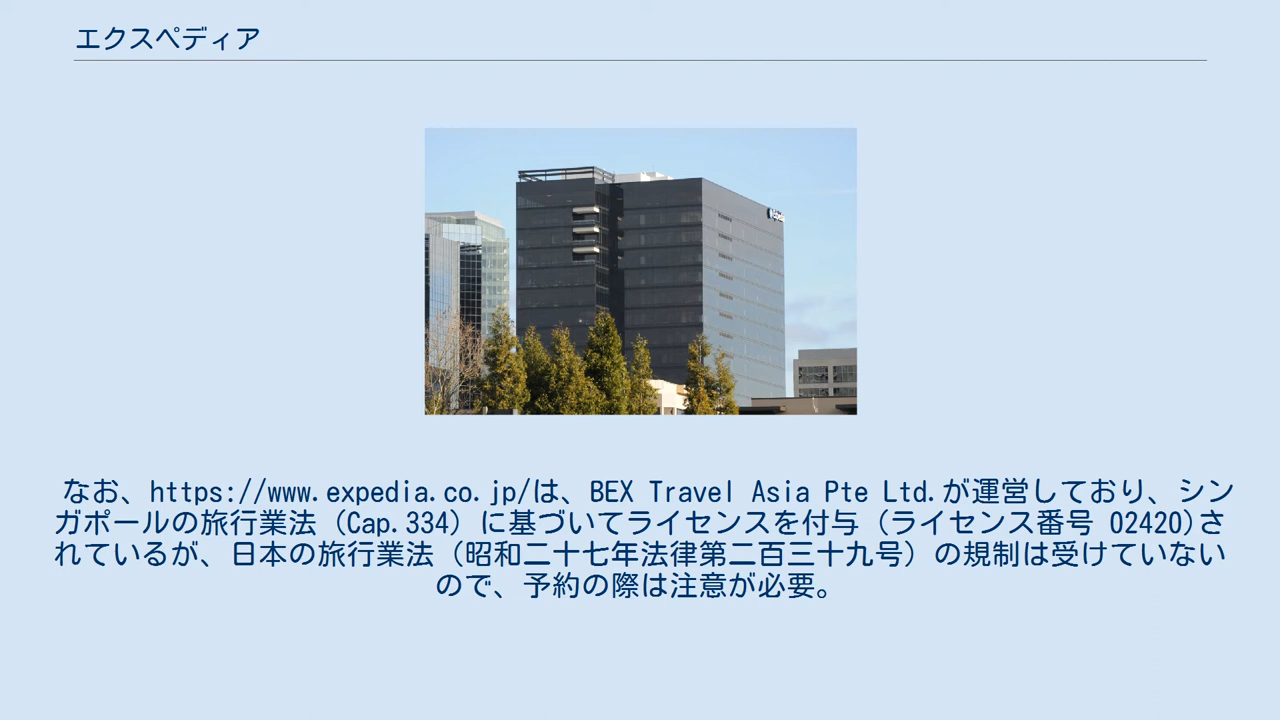 エクスペディア
なお、https://www.expedia.co.jp/は、BEX Travel Asia Pte Ltd.が運営しており、シン
ガポールの旅行業法（Cap.334）に基づいてライセンスを付与（ライセンス番号 02420)さ
れているが、日本の旅行業法（昭和二十七年法律第二百三十九号）の規制は受けていない
ので、予約の際は注意が必要。